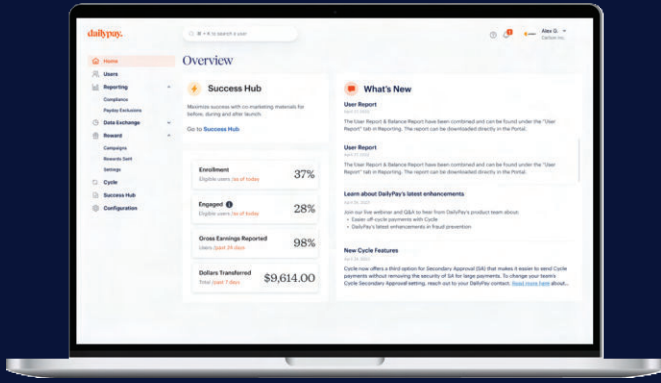 dailypay.
⌘ + K to search a user
Alex G.
Carbon Inc.
Home
Users
Reporting
Compliance
Payday Exclusions
Data Exchange
Reward
Campaigns
Rewards Sent
Settings
Cycle
Success Hub
Configuration
Overview
Success Hub
Maximize success with co-marketing materials for
before, during and after launch.
Go to Success Hub
Enrollment
Eligible users /as of today
37%
Engaged
Eligible users /as of today
28%
Gross Earnings Reported
98%
Dollars Transferred
Total /past 7 days
$9,614.00
What's New
User Report
The User Report & Balance Report have been combined and can be found under the "User
Report" tab in Reporting. The report can be downloaded directly in the Portal.
User Report
The User Report & Balance Report have been combined and can be found under the "User
Report" tab in Reporting. The report can be downloaded directly in the Portal.
Learn about DailyPay's latest enhancements
Join our live webinar and Q&A to hear from DailyPay's product team about:
• Easier off-cycle payments with Cycle
• DailyPay's latest enhancements in fraud prevention
New Cycle Features
Cycle now offers a third option for Secondary Approval (SA) that makes it easier to send Cycle
payments without removing the security of SA for large payments. To change your team's
Cycle Secondary Approval setting, reach out to your DailyPay contact. Read more here about...